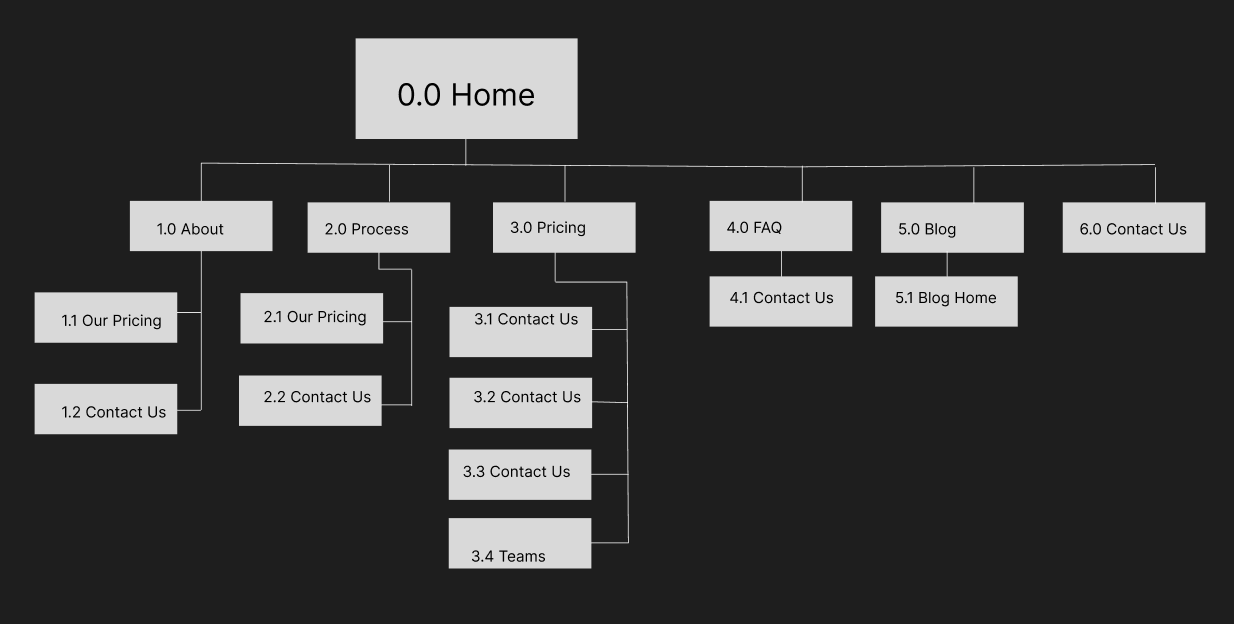 0.0 Home
1.0 About
2.0 Process
3.0 Pricing
4.0 FAQ
5.0 Blog
6.0 Contact Us
1.1 Our Pricing
1.2 Contact Us
2.1 Our Pricing
2.2 Contact Us
3.1 Contact Us
3.2 Contact Us
3.3 Contact Us
3.4 Teams
4.1 Contact Us
5.1 Blog Home